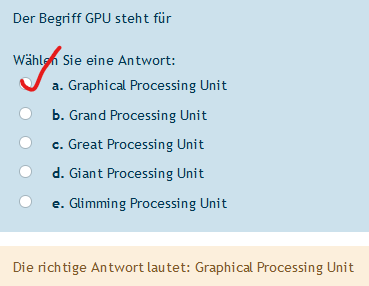 Der Begriff GPU steht für
Wählen Sie eine Antwort:
a. Graphical Processing Unit
b. Grand Processing Unit
c. Great Processing Unit
d. Giant Processing Unit
e. Glimming Processing Unit
Die richtige Antwort lautet: Graphical Processing Unit